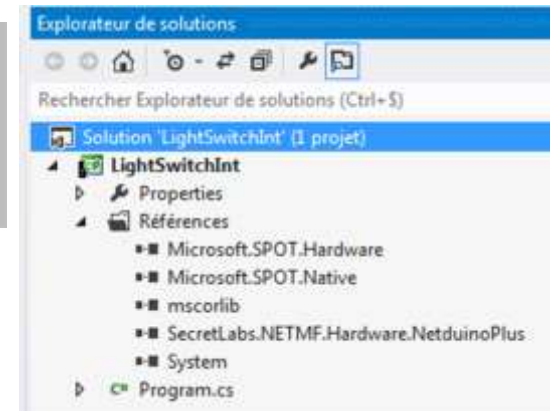 Explorateur de solutions
Rechercher Explorateur de solutions (Ctrl+$)
Solution 'LightSwitchInt' (1 projet)
LightSwitchInt
Properties
Références
Microsoft.SPOT.Hardware
Microsoft.SPOT.Native
mscorlib
SecretLabs.NETMF.Hardware.NetduinoPlus
System
C# Program.cs